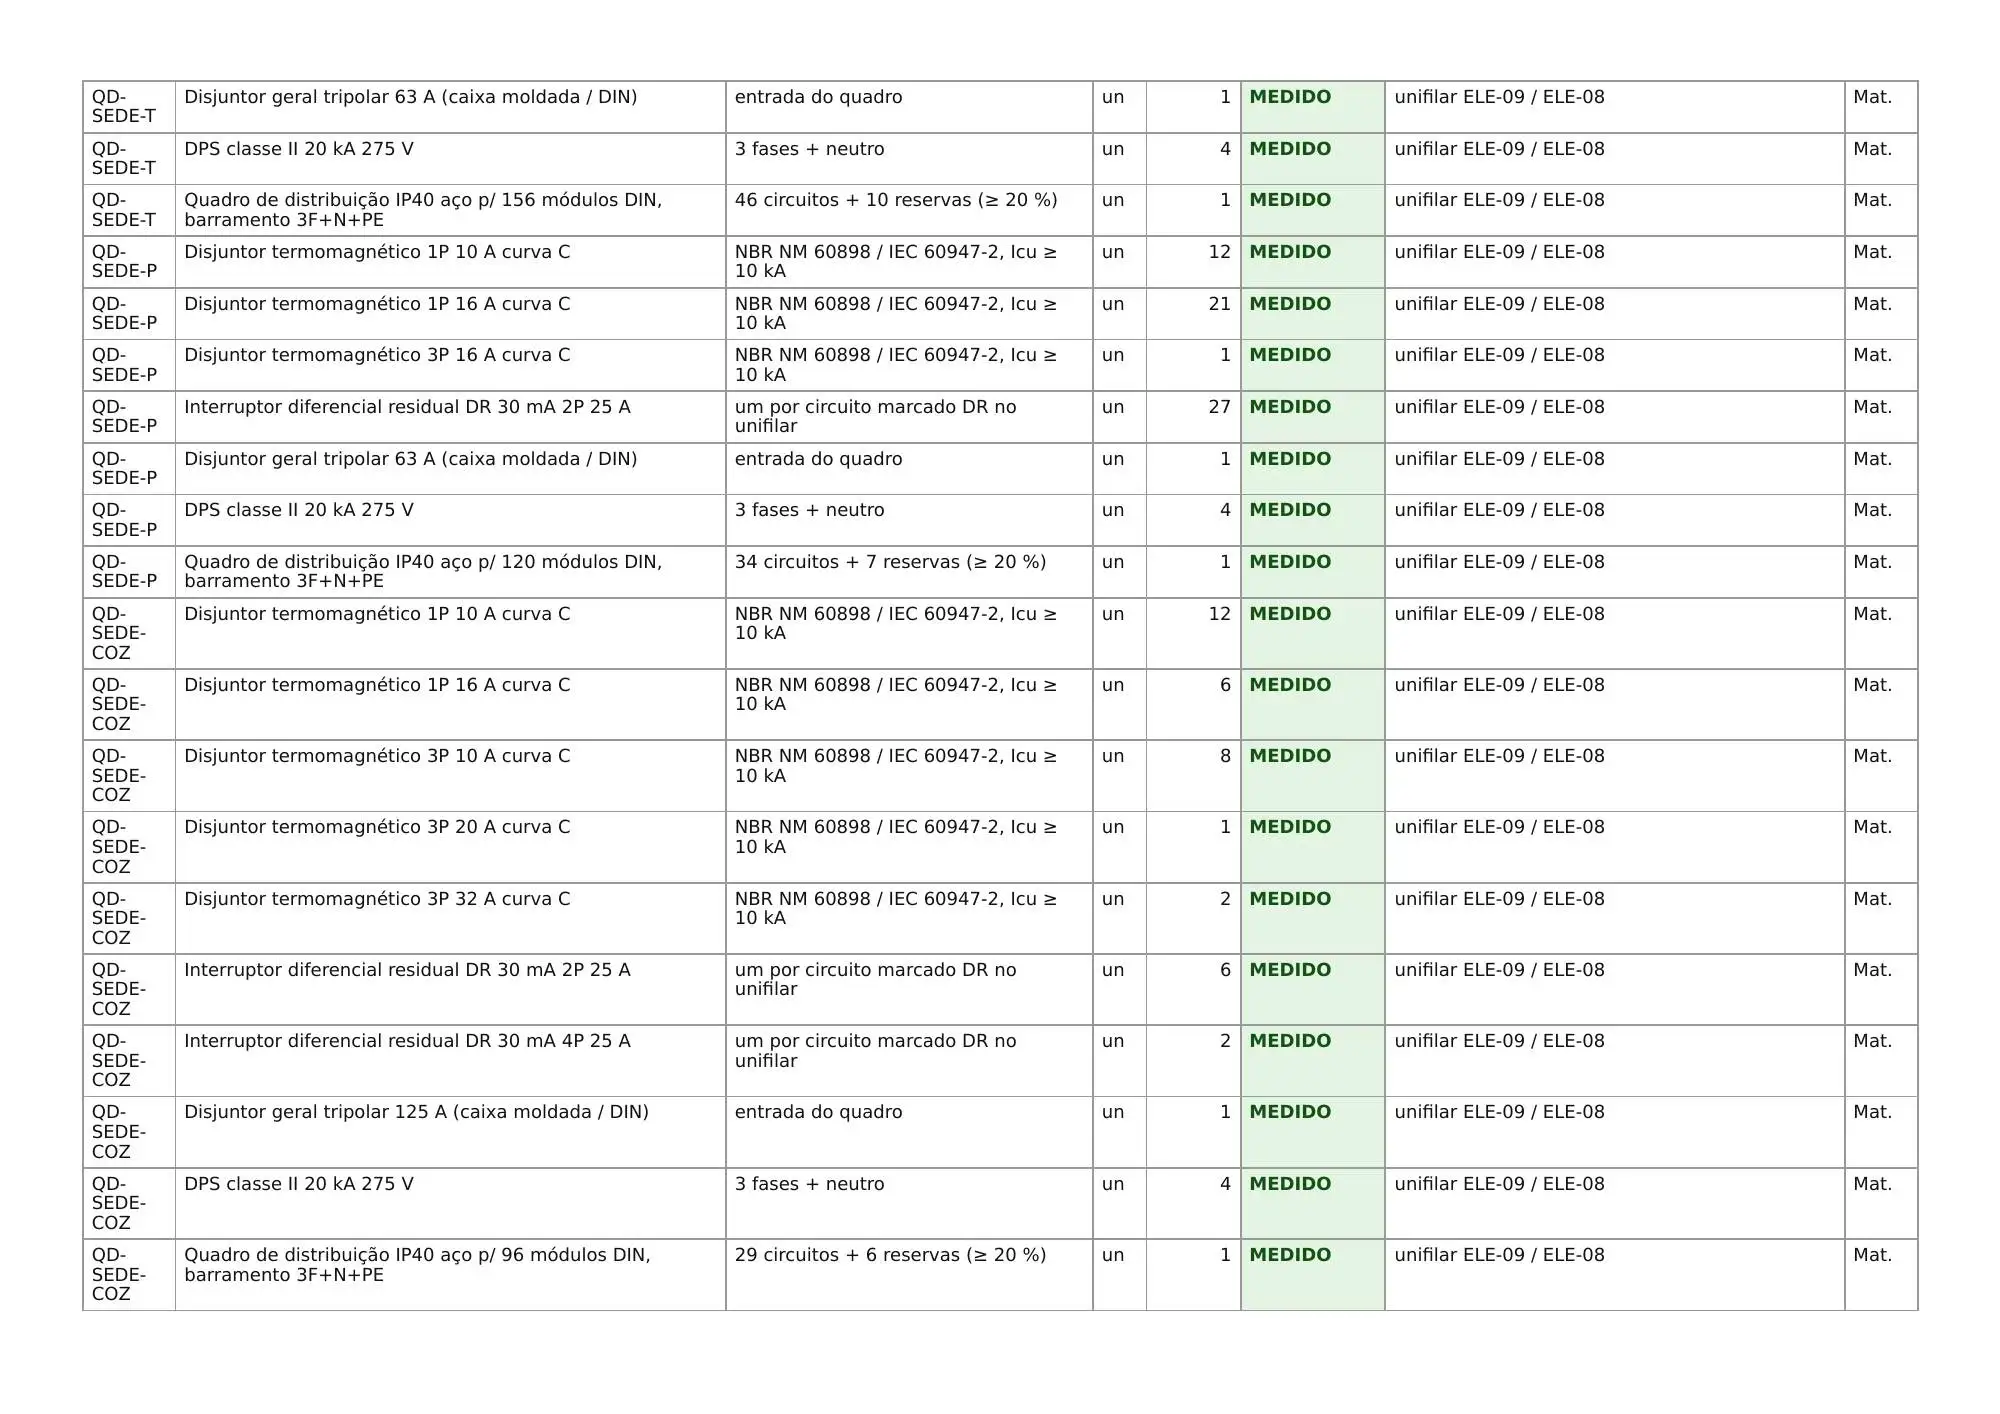 QD- Disjuntor geral tripolar 63 A (caixa moldada / DIN) entrada do quadro un 1 MEDIDO unifilar ELE-09 / ELE-08 Mat.
SEDE-T
QD- DPS classe II 20 kA 275 V 3 fases + neutro un 4 MEDIDO unifilar ELE-09 / ELE-08 Mat.
SEDE-T
QD- Quadro de distribuição IP40 aço p/ 156 módulos DIN, 46 circuitos + 10 reservas (≥ 20 %) un 1 MEDIDO unifilar ELE-09 / ELE-08 Mat.
SEDE-T barramento 3F+N+PE
QD- Disjuntor termomagnético 1P 10 A curva C NBR NM 60898 / IEC 60947-2, Icu ≥ un 12 MEDIDO unifilar ELE-09 / ELE-08 Mat.
SEDE-P 10 kA
QD- Disjuntor termomagnético 1P 16 A curva C NBR NM 60898 / IEC 60947-2, Icu ≥ un 21 MEDIDO unifilar ELE-09 / ELE-08 Mat.
SEDE-P 10 kA
QD- Disjuntor termomagnético 3P 16 A curva C NBR NM 60898 / IEC 60947-2, Icu ≥ un 1 MEDIDO unifilar ELE-09 / ELE-08 Mat.
SEDE-P 10 kA
QD- Interruptor diferencial residual DR 30 mA 2P 25 A um por circuito marcado DR no un 27 MEDIDO unifilar ELE-09 / ELE-08 Mat.
SEDE-P unifilar
QD- Disjuntor geral tripolar 63 A (caixa moldada / DIN) entrada do quadro un 1 MEDIDO unifilar ELE-09 / ELE-08 Mat.
SEDE-P
QD- DPS classe II 20 kA 275 V 3 fases + neutro un 4 MEDIDO unifilar ELE-09 / ELE-08 Mat.
SEDE-P
QD- Quadro de distribuição IP40 aço p/ 120 módulos DIN, 34 circuitos + 7 reservas (≥ 20 %) un 1 MEDIDO unifilar ELE-09 / ELE-08 Mat.
SEDE-P barramento 3F+N+PE
QD- Disjuntor termomagnético 1P 10 A curva C NBR NM 60898 / IEC 60947-2, Icu ≥ un 12 MEDIDO unifilar ELE-09 / ELE-08 Mat.
SEDE- 10 kA
COZ
QD- Disjuntor termomagnético 1P 16 A curva C NBR NM 60898 / IEC 60947-2, Icu ≥ un 6 MEDIDO unifilar ELE-09 / ELE-08 Mat.
SEDE- 10 kA
COZ
QD- Disjuntor termomagnético 3P 10 A curva C NBR NM 60898 / IEC 60947-2, Icu ≥ un 8 MEDIDO unifilar ELE-09 / ELE-08 Mat.
SEDE- 10 kA
COZ
QD- Disjuntor termomagnético 3P 20 A curva C NBR NM 60898 / IEC 60947-2, Icu ≥ un 1 MEDIDO unifilar ELE-09 / ELE-08 Mat.
SEDE- 10 kA
COZ
QD- Disjuntor termomagnético 3P 32 A curva C NBR NM 60898 / IEC 60947-2, Icu ≥ un 2 MEDIDO unifilar ELE-09 / ELE-08 Mat.
SEDE- 10 kA
COZ
QD- Interruptor diferencial residual DR 30 mA 2P 25 A um por circuito marcado DR no un 6 MEDIDO unifilar ELE-09 / ELE-08 Mat.
SEDE- unifilar
COZ
QD- Interruptor diferencial residual DR 30 mA 4P 25 A um por circuito marcado DR no un 2 MEDIDO unifilar ELE-09 / ELE-08 Mat.
SEDE- unifilar
COZ
QD- Disjuntor geral tripolar 125 A (caixa moldada / DIN) entrada do quadro un 1 MEDIDO unifilar ELE-09 / ELE-08 Mat.
SEDE-
COZ
QD- DPS classe II 20 kA 275 V 3 fases + neutro un 4 MEDIDO unifilar ELE-09 / ELE-08 Mat.
SEDE-
COZ
QD- Quadro de distribuição IP40 aço p/ 96 módulos DIN, 29 circuitos + 6 reservas (≥ 20 %) un 1 MEDIDO unifilar ELE-09 / ELE-08 Mat.
SEDE- barramento 3F+N+PE
COZ